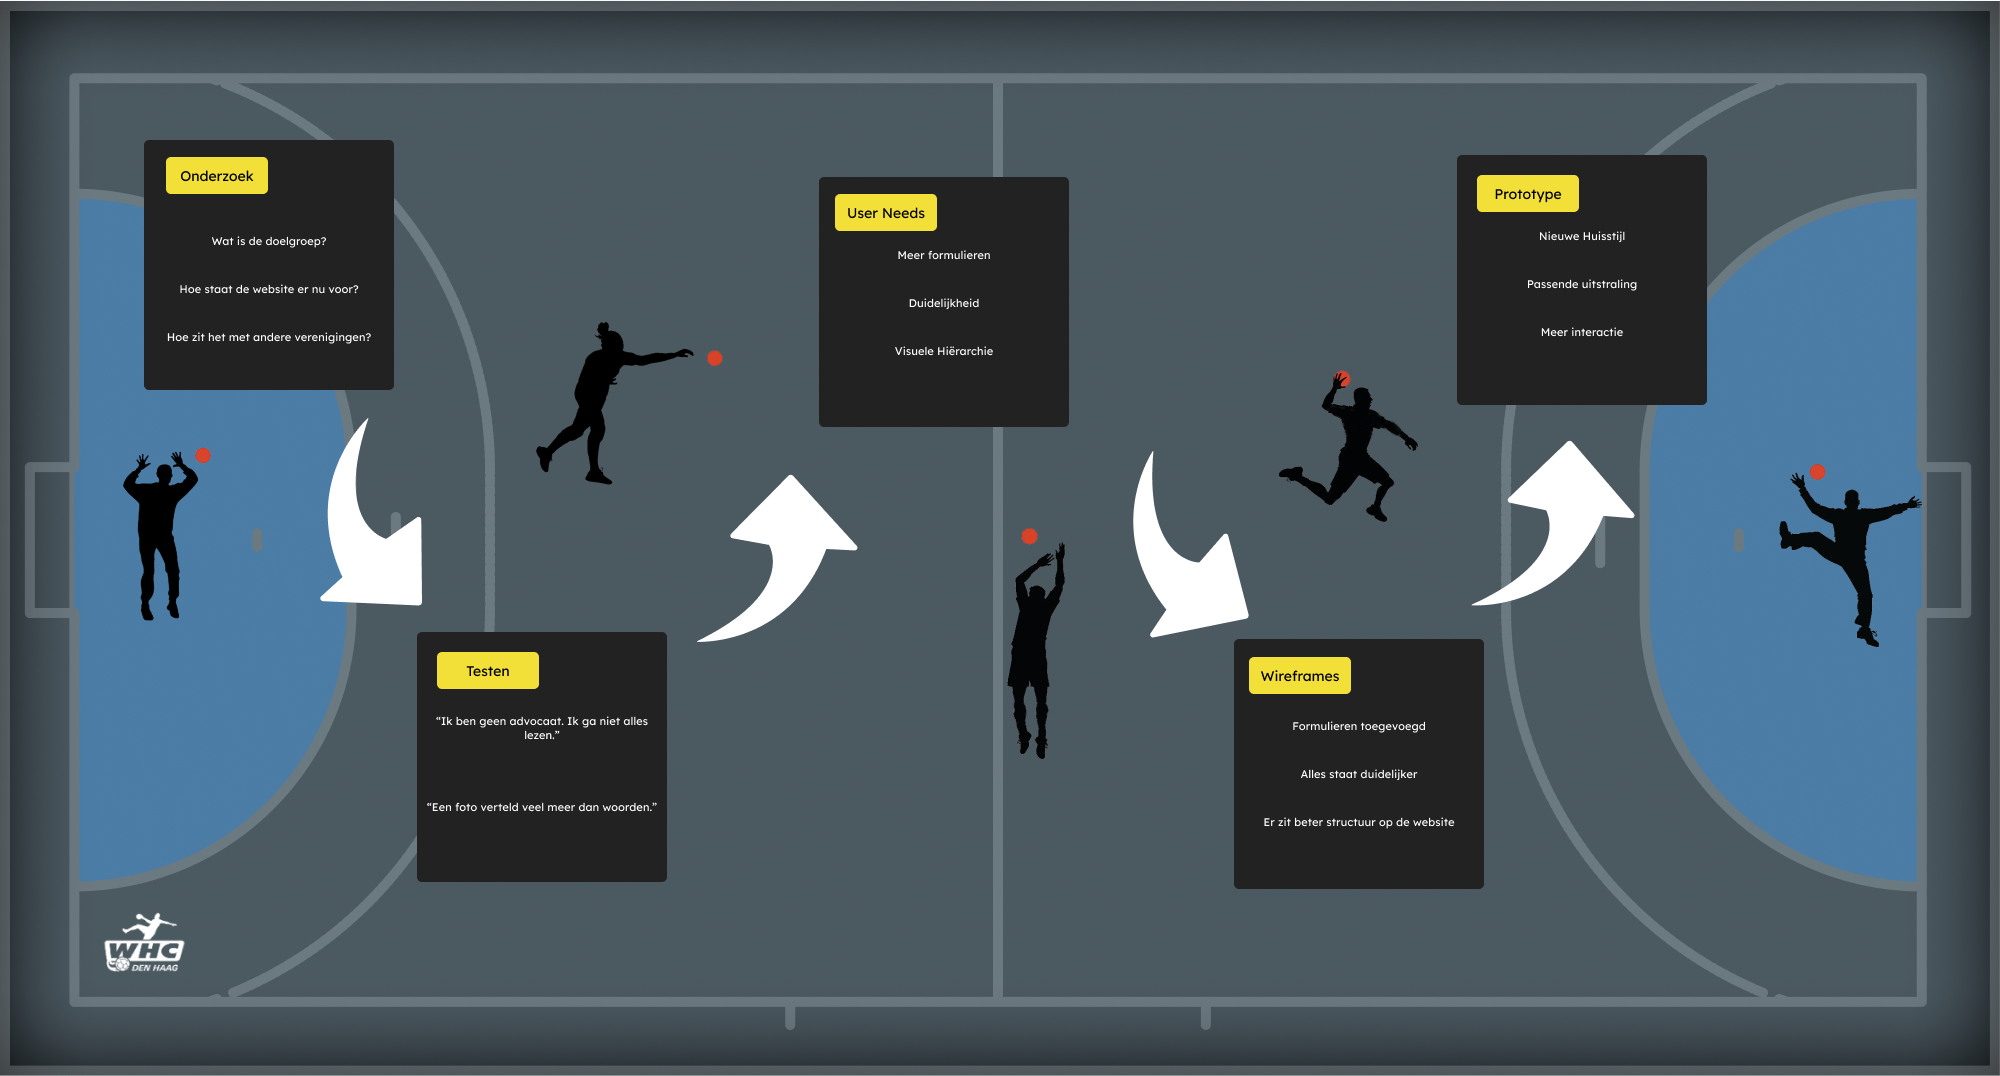 Onderzoek
Wat is de doelgroep?
Hoe staat de website er nu voor?
Hoe zit het met andere verenigingen?
Testen
“Ik ben geen advocaat. Ik ga niet alles
lezen.”
“Een foto verteld veel meer dan woorden.”
User Needs
Meer formulieren
Duidelijkheid
Visuele Hiërarchie
Wireframes
Formulieren toegevoegd
Alles staat duidelijker
Er zit beter structuur op de website
Prototype
Nieuwe Huisstijl
Passende uitstraling
Meer interactie
WHC
DEN HAAG